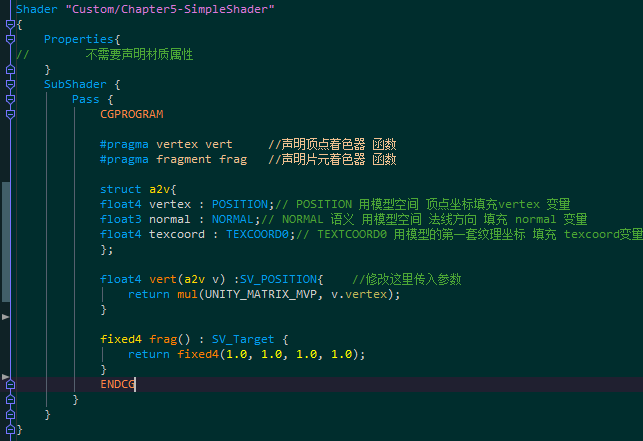 Shader "Custom/Chapter5-SimpleShader"
{
Properties{
// 不需要声明材质属性
}
SubShader {
Pass {
CGPROGRAM
#pragma vertex vert //声明顶点着色器 函数
#pragma fragment frag //声明片元着色器 函数
struct a2v{
float4 vertex : POSITION;// POSITION 用模型空间 顶点坐标填充vertex 变量
float3 normal : NORMAL;// NORMAL 语义 用模型空间 法线方向 填充 normal 变量
float4 texcoord : TEXCOORD0;// TEXTCOORD0 用模型的第一套纹理坐标 填充 texcoord变量
};
float4 vert(a2v v) :SV_POSITION{ //修改这里传入参数
return mul(UNITY_MATRIX_MVP, v.vertex);
}
fixed4 frag() : SV_Target {
return fixed4(1.0, 1.0, 1.0, 1.0);
}
ENDCG
}
}
}